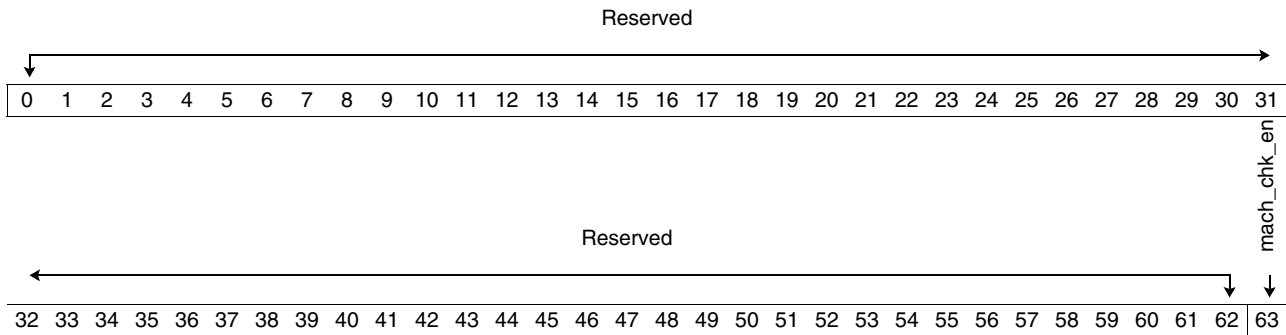 Reserved
0 1 2 3 4 5 6 7 8 9 10 11 12 13 14 15 16 17 18 19 20 21 22 23 24 25 26 27 28 29 30 31
mach_chk_en
Reserved
32 33 34 35 36 37 38 39 40 41 42 43 44 45 46 47 48 49 50 51 52 53 54 55 56 57 58 59 60 61 62 63